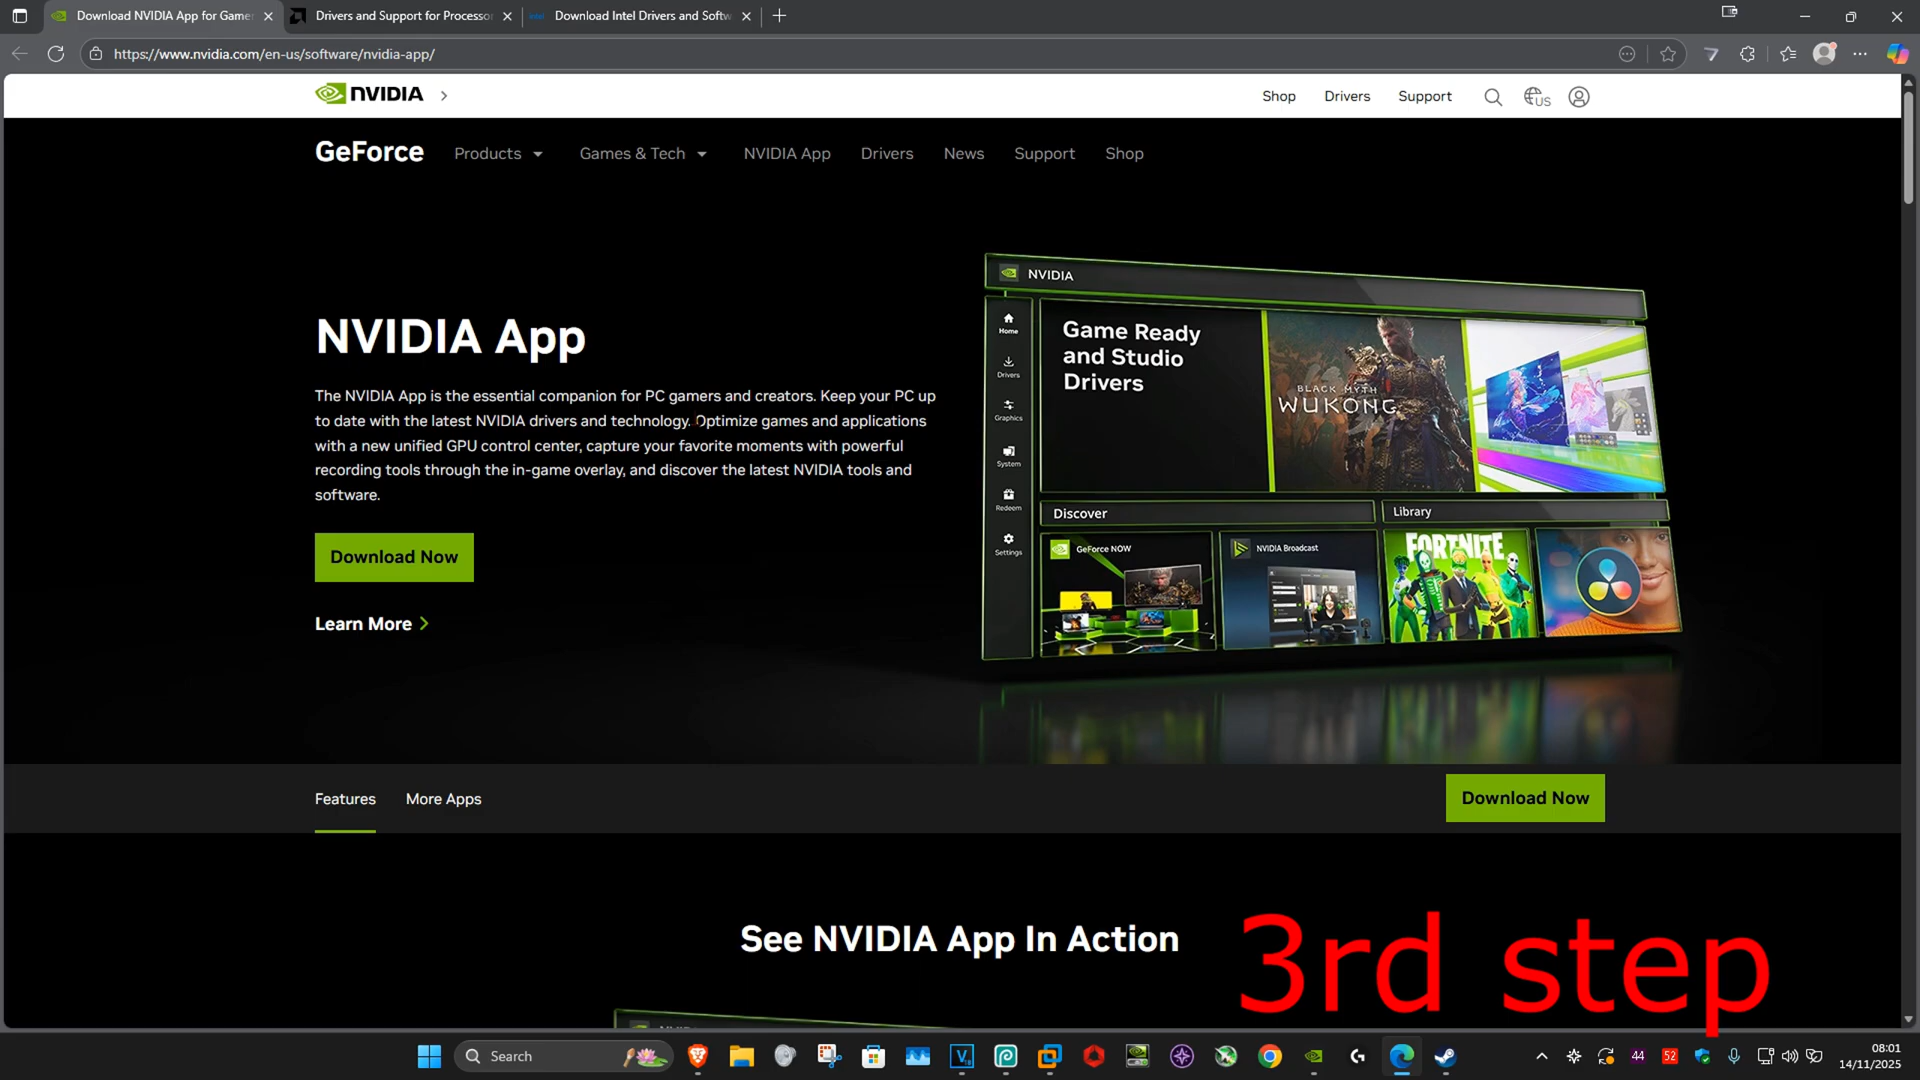 Download NVIDIA App for Game
Drivers and Support for Processor
intel
Download Intel Drivers and Softw
https://www.nvidia.com/en-us/software/nvidia-app/
NVIDIA
Shop
Drivers
Support
US
GeForce
Products
Games & Tech
NVIDIA App
Drivers
News
Support
Shop
NVIDIA App
The NVIDIA App is the essential companion for PC gamers and creators. Keep your PC up
to date with the latest NVIDIA drivers and technology. Optimize games and applications
with a new unified GPU control center, capture your favorite moments with powerful
recording tools through the in-game overlay, and discover the latest NVIDIA tools and
software.
Download Now
Learn More
NVIDIA
Home
Drivers
Graphics
System
Redeem
Settings
Game Ready
and Studio
Drivers
BLACK MYTH
WUKONG
Discover
Library
GeForce NOW
NVIDIA Broadcast
FORTNITE
Features
More Apps
Download Now
See NVIDIA App In Action
3rd step
Search
44
52
08:01
14/11/2025